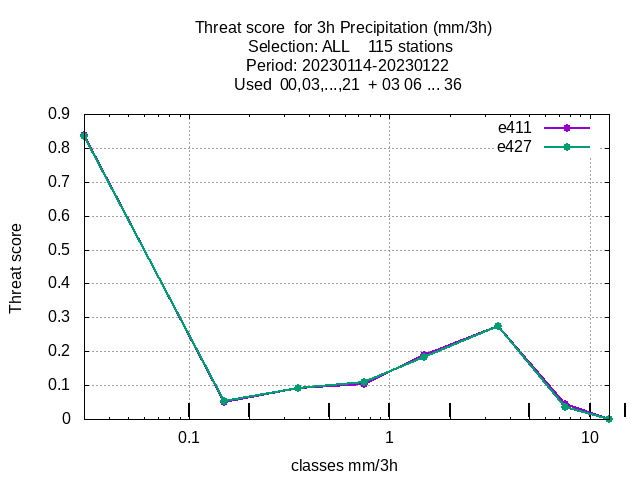 Threat score  for 3h Precipitation (mm/3h)
Selection: ALL    115 stations
Period: 20230114-20230122
Used  00,03,...,21  + 03 06 ... 36
e411
e427
0.9
0.8
0.7
0.6
0.5
0.4
0.3
0.2
0.1
0
Threat score
0.1
1
10
classes mm/3h